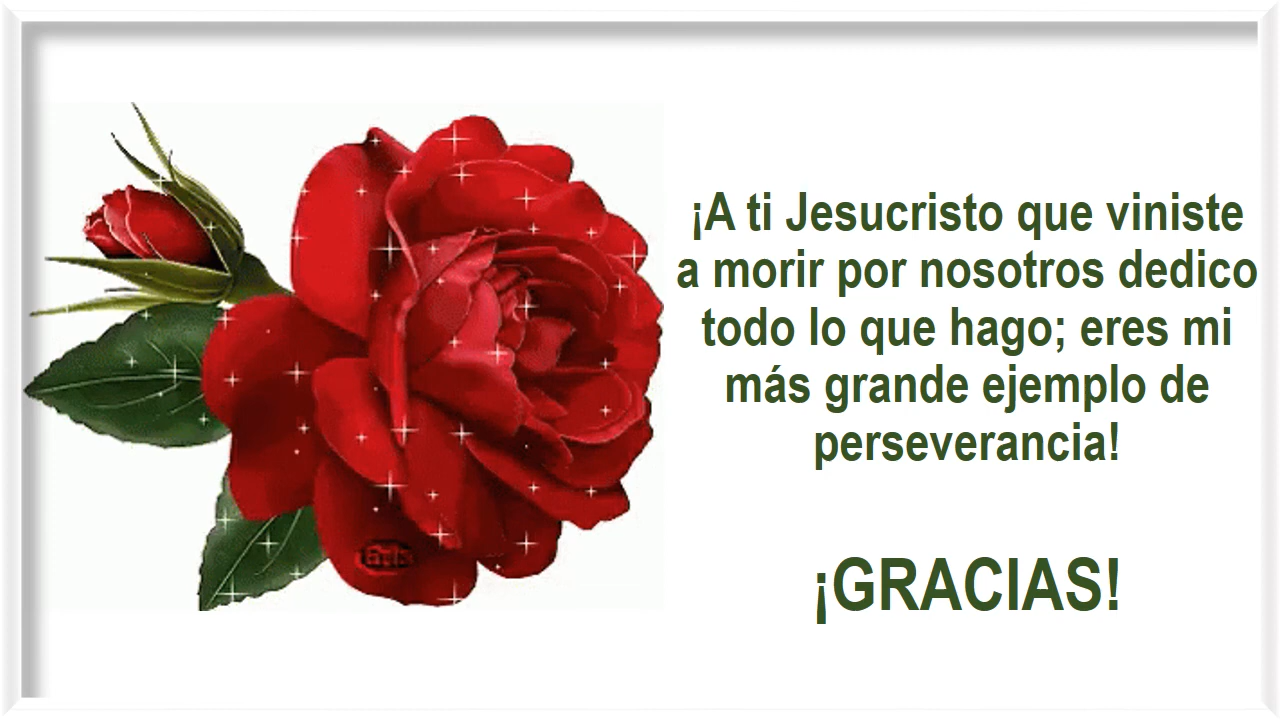 ¡A ti Jesucristo que viniste
a morir por nosotros dedico
todo lo que hago; eres mi
más grande ejemplo de
perseverancia!
¡GRACIAS!